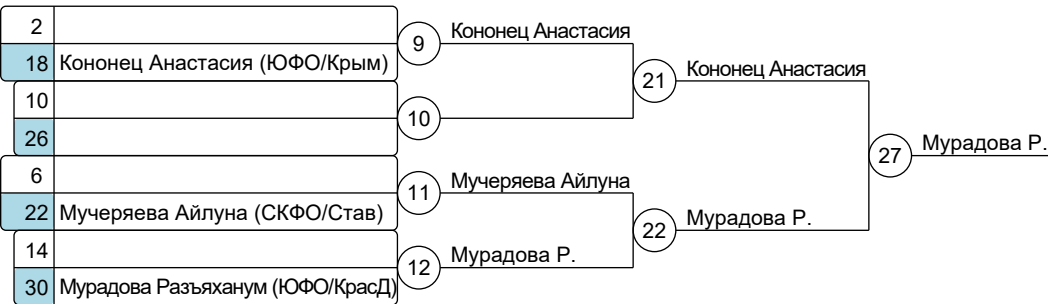 2
18 Кононец Анастасия (ЮФО/Крым)
10
26
6
22 Мучеряева Айлуна (СКФО/Став)
14
30 Мурадова Разъяханум (ЮФО/КрасД)
9 Кононец Анастасия
10
11 Мучеряева Айлуна
12 Мурадова Р.
21 Кононец Анастасия
22 Мурадова Р.
27 Мурадова Р.